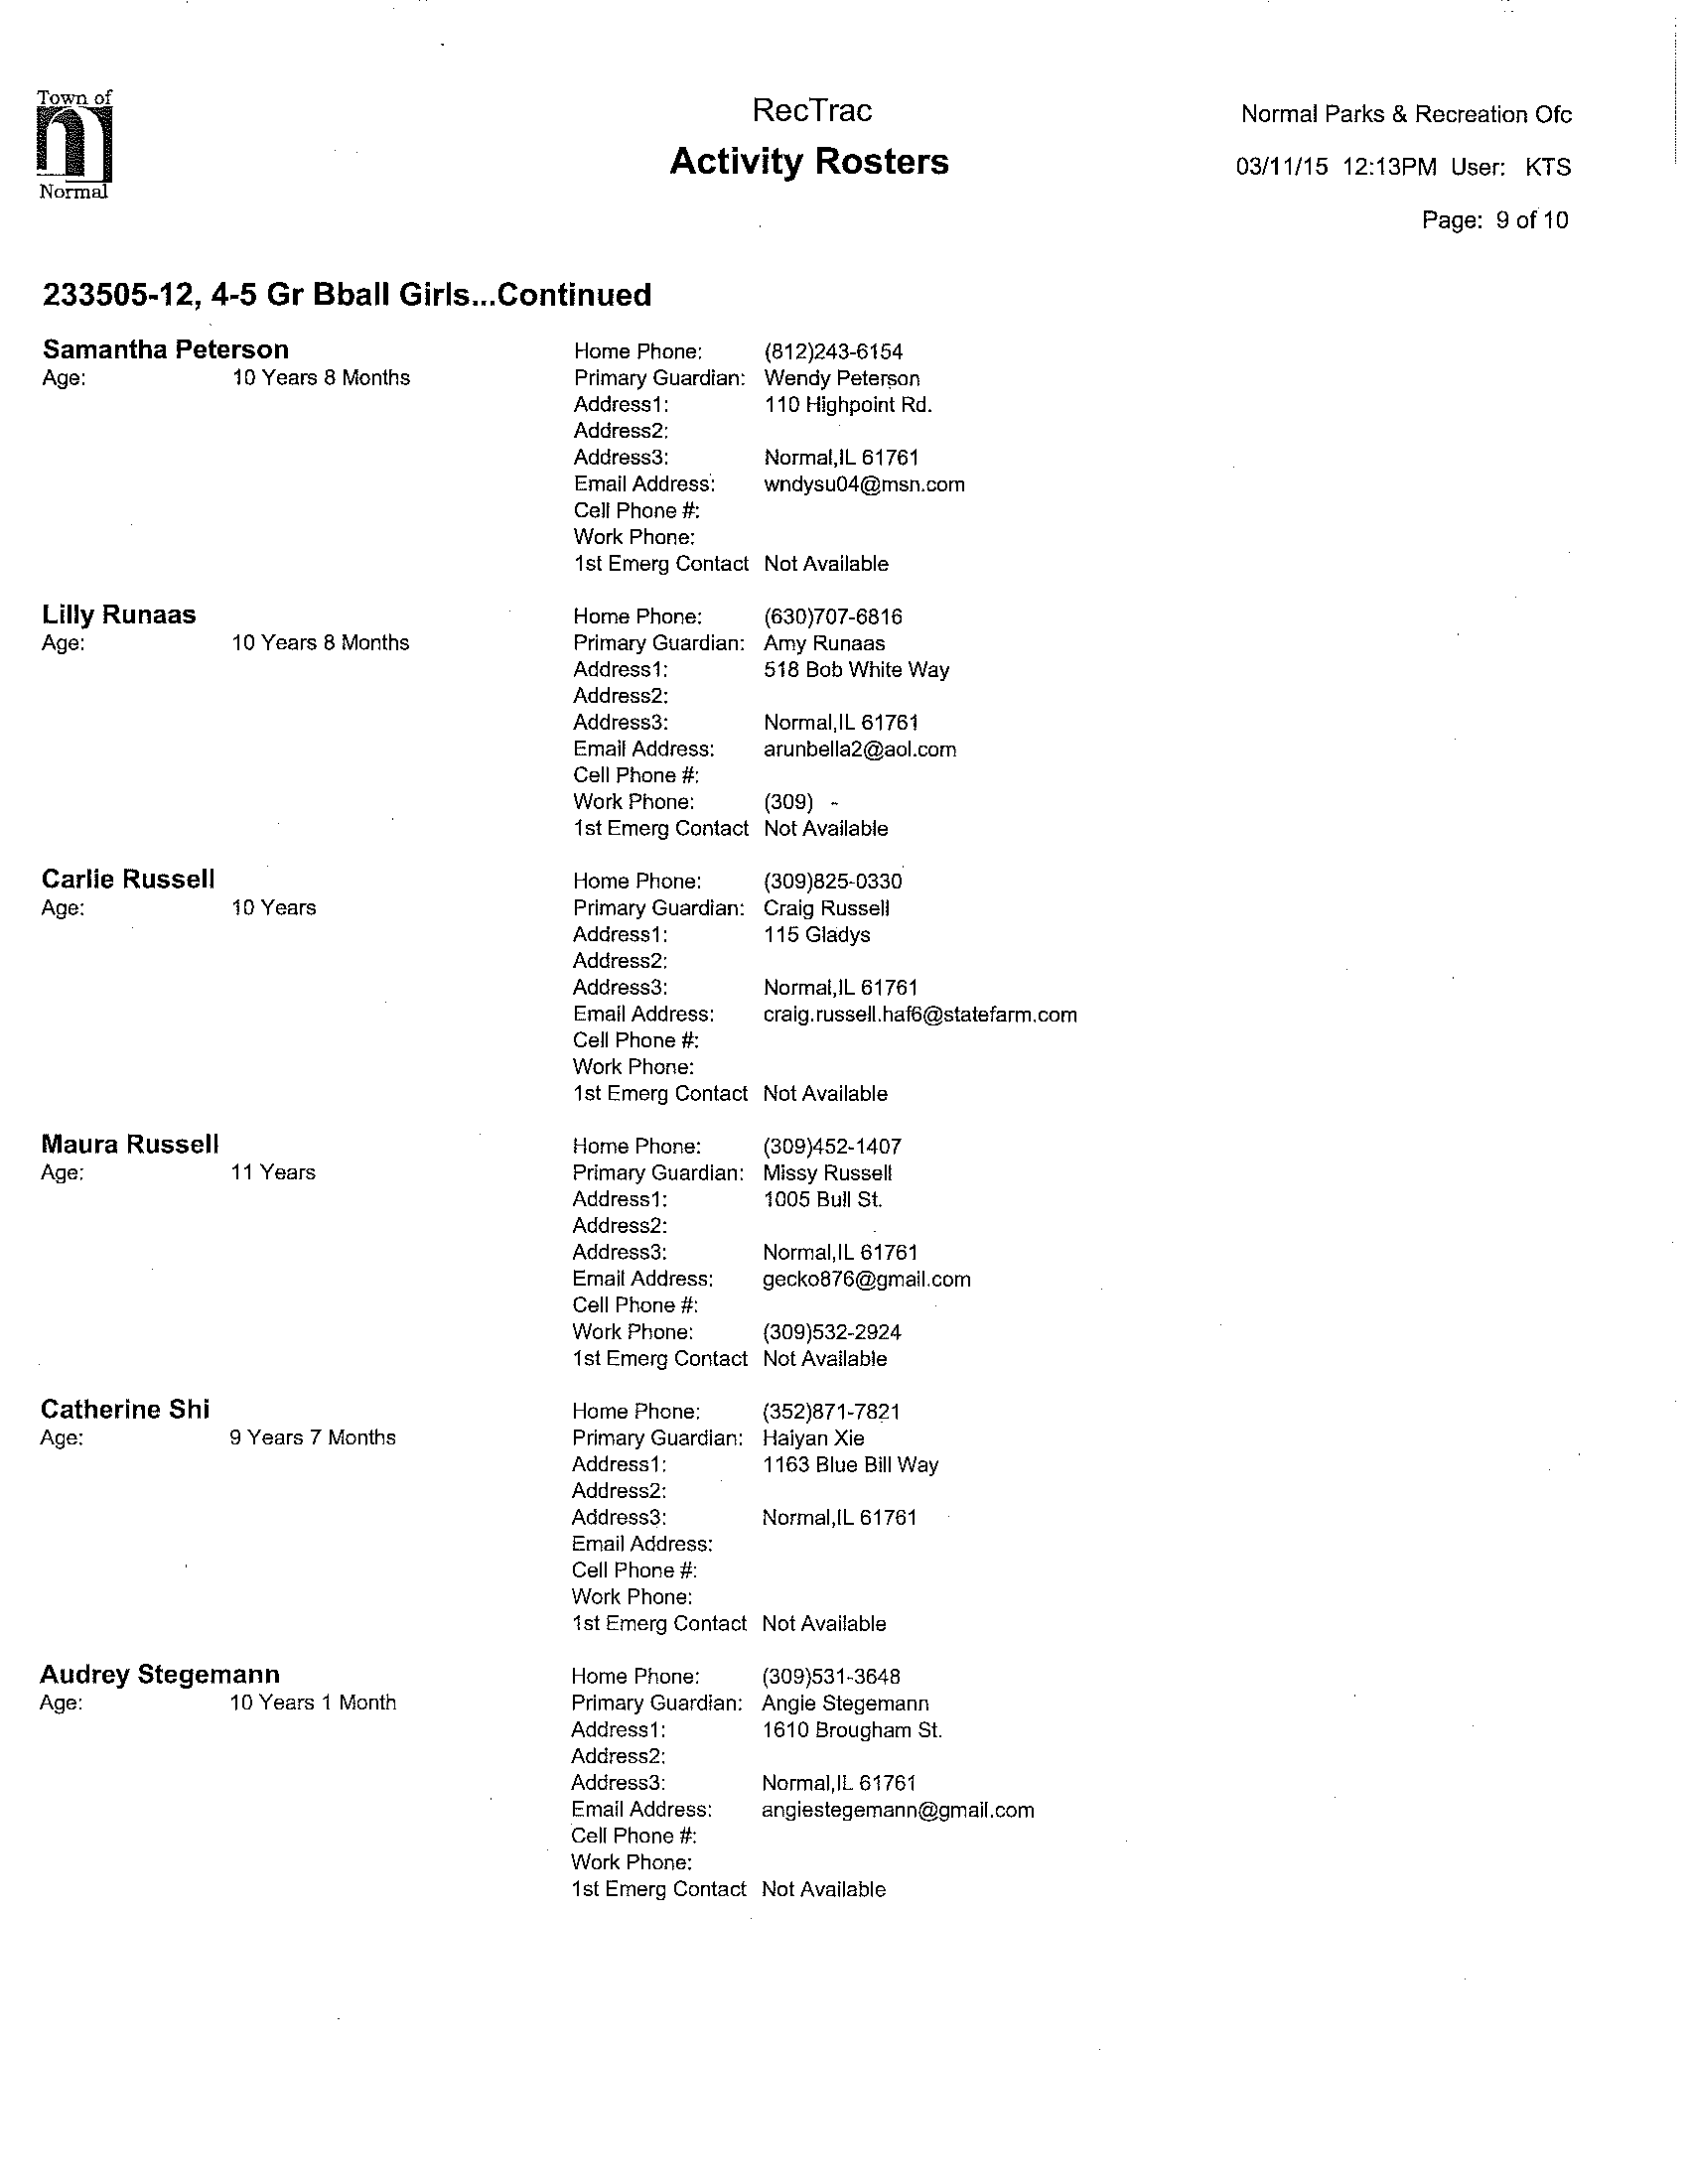 Town of
Normal
RecTrac
Activity Rosters
Normal Parks & Recreation Ofc
03/11/15 12:13PM User: KTS
Page: 9 of 10
233505-12, 4-5 Gr Bball Girls...Continued
Samantha Peterson
Age: 10 Years 8 Months
Home Phone: (812)243-6154
Primary Guardian: Wendy Peterson
Address1: 110 Highpoint Rd.
Address2:
Address3: Normal,IL 61761
Email Address: wndysu04@msn.com
Cell Phone #:
Work Phone:
1st Emerg Contact Not Available
Lilly Runaas
Age: 10 Years 8 Months
Home Phone: (630)707-6816
Primary Guardian: Amy Runaas
Address1: 518 Bob White Way
Address2:
Address3: Normal,IL 61761
Email Address: arunbella2@aol.com
Cell Phone #:
Work Phone: (309) -
1st Emerg Contact Not Available
Carlie Russell
Age: 10 Years
Home Phone: (309)825-0330
Primary Guardian: Craig Russell
Address1: 115 Gladys
Address2:
Address3: Normal,IL 61761
Email Address: craig.russell.haf6@statefarm.com
Cell Phone #:
Work Phone:
1st Emerg Contact Not Available
Maura Russell
Age: 11 Years
Home Phone: (309)452-1407
Primary Guardian: Missy Russell
Address1: 1005 Bull St.
Address2:
Address3: Normal,IL 61761
Email Address: gecko876@gmail.com
Cell Phone #:
Work Phone: (309)532-2924
1st Emerg Contact Not Available
Catherine Shi
Age: 9 Years 7 Months
Home Phone: (352)871-7821
Primary Guardian: Haiyan Xie
Address1: 1163 Blue Bill Way
Address2:
Address3: Normal,IL 61761
Email Address:
Cell Phone #:
Work Phone:
1st Emerg Contact Not Available
Audrey Stegemann
Age: 10 Years 1 Month
Home Phone: (309)531-3648
Primary Guardian: Angie Stegemann
Address1: 1610 Brougham St.
Address2:
Address3: Normal,IL 61761
Email Address: angiestegemann@gmail.com
Cell Phone #:
Work Phone:
1st Emerg Contact Not Available